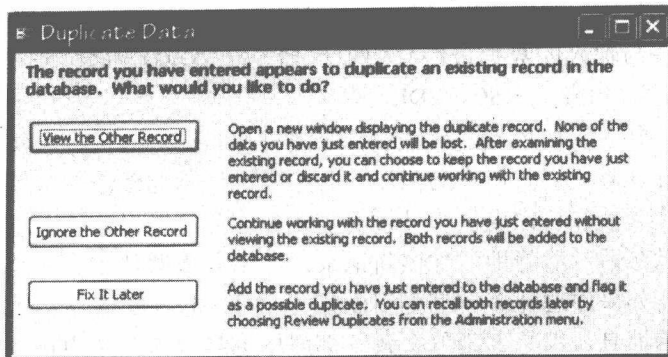 Duplicate Data
The record you have entered appears to duplicate an existing record in the
database. What would you like to do?
View the Other Record
Open a new window displaying the duplicate record. None of the
data you have just entered will be lost. After examining the
existing record, you can choose to keep the record you have just
entered or discard it and continue working with the existing
record.
Ignore the Other Record
Continue working with the record you have just entered without
viewing the existing record. Both records will be added to the
database.
Fix It Later
Add the record you have just entered to the database and flag it
as a possible duplicate. You can recall both records later by
choosing Review Duplicates from the Administration menu.